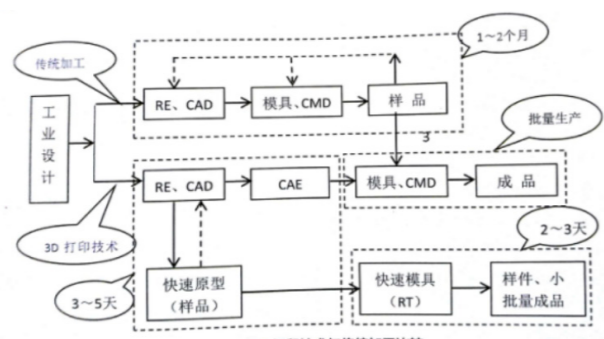 1～2个月
传统加工
RE、CAD
模具、CMD
样 品
工
业
设
计
3
批量生产
RE、CAD
CAE
模具、CMD
成 品
3D 打印技术
2～3天
3～5天
快速原型
（样品）
快速模具
（RT）
样件、小
批量成品